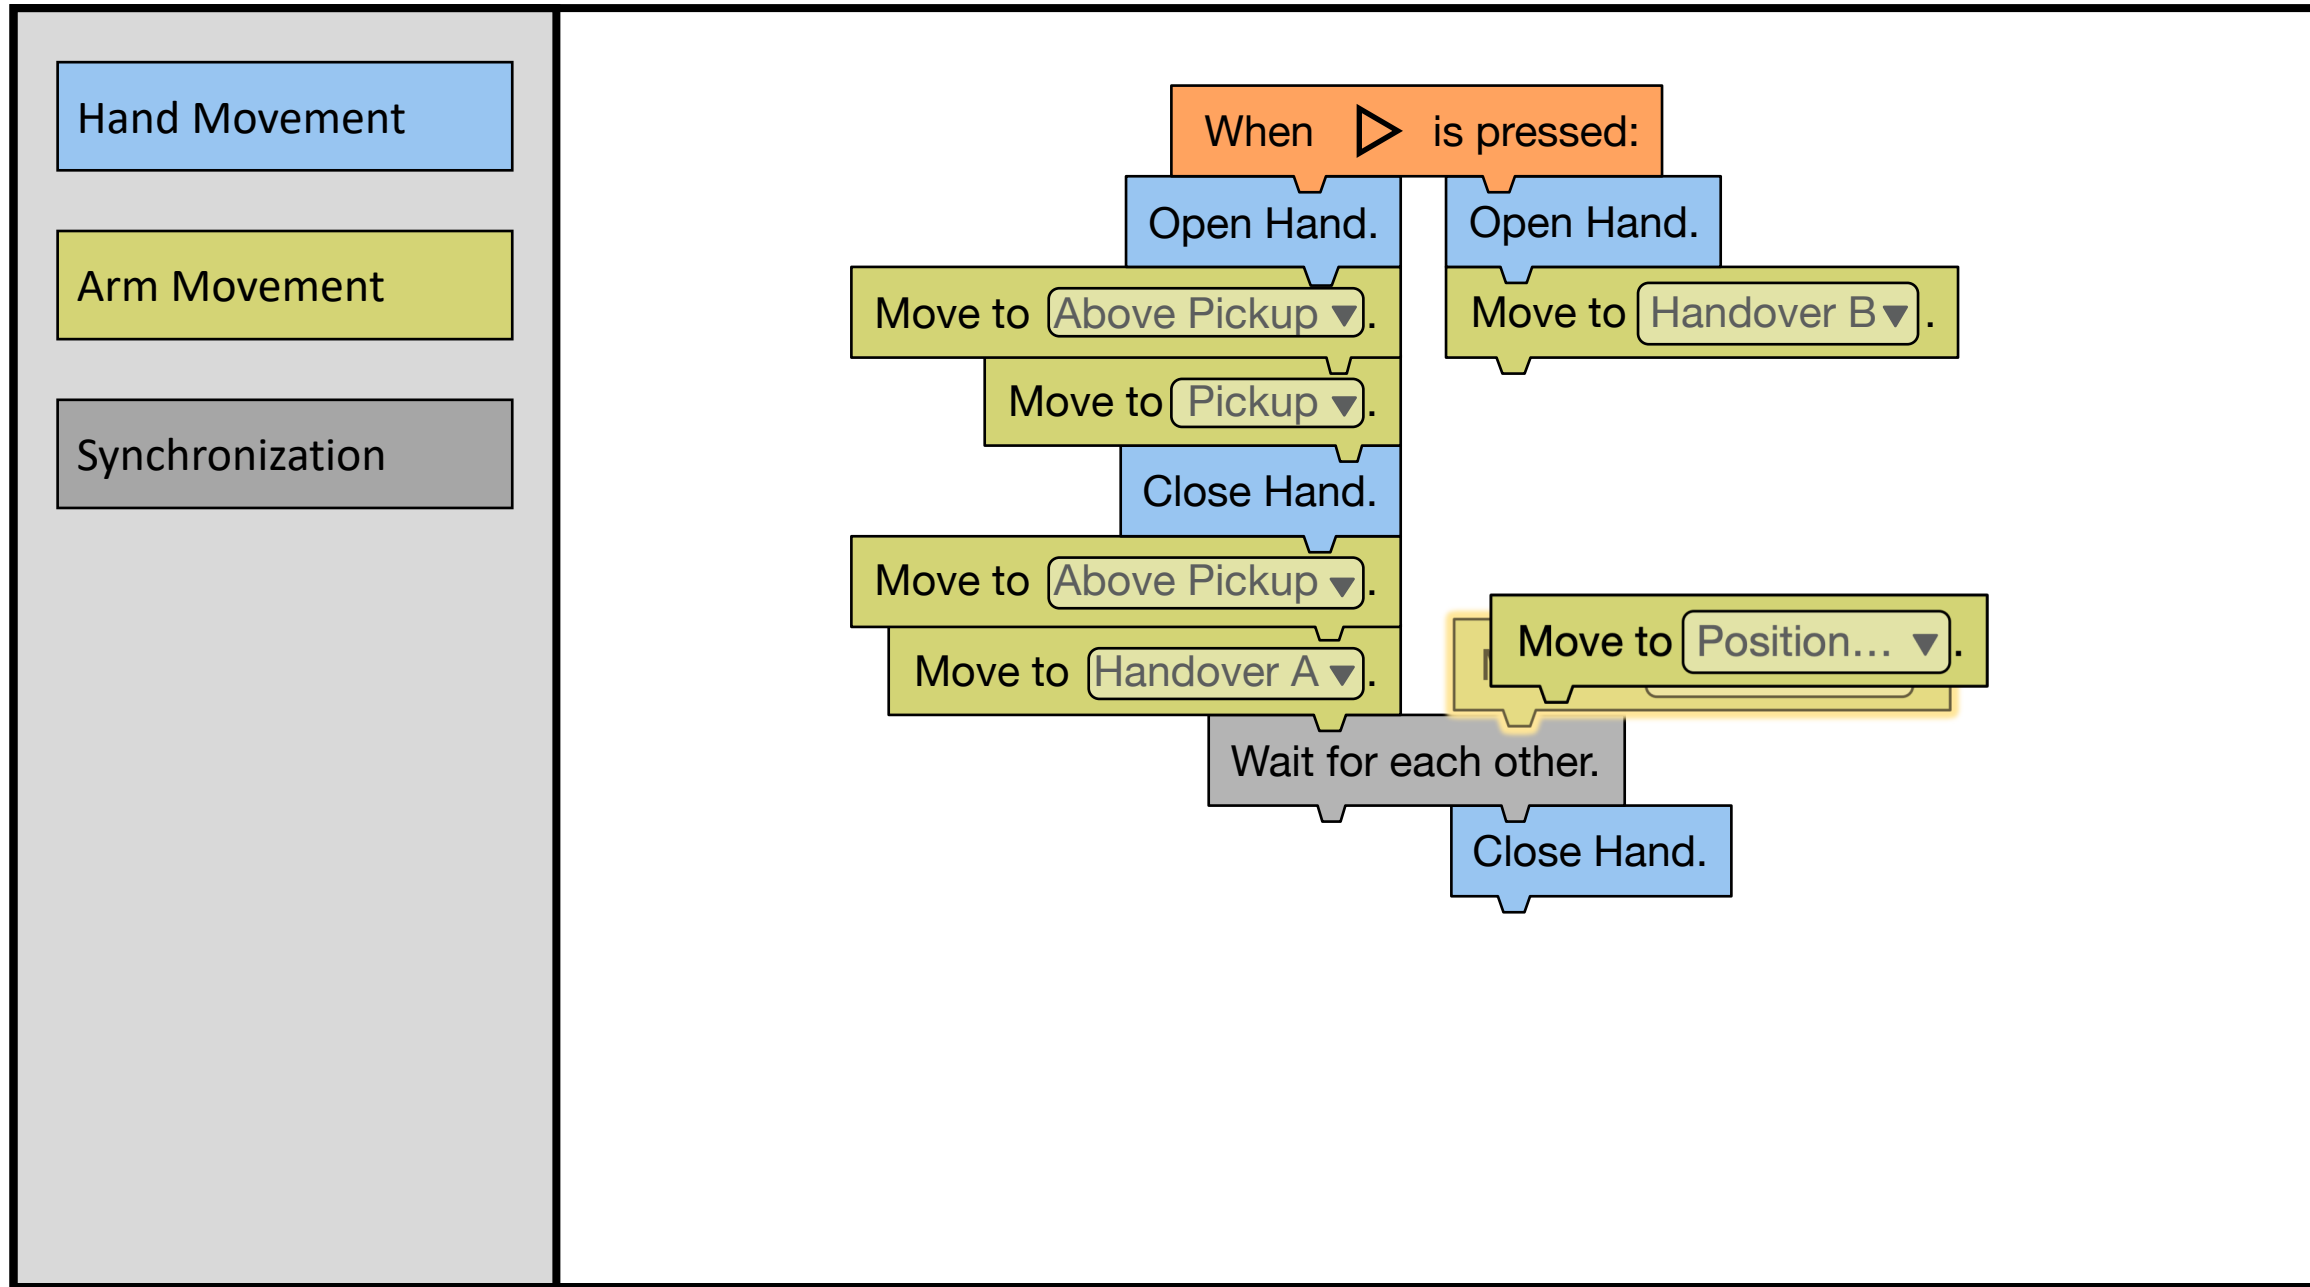 Hand Movement
Arm Movement
Synchronization
When is pressed:
Open Hand. Open Hand.
Move to Above Pickup ▼. Move to Handover B ▼.
Move to Pickup ▼.
Close Hand.
Move to Above Pickup ▼.
Move to Position... ▼.
Move to Handover A ▼.
Wait for each other.
Close Hand.